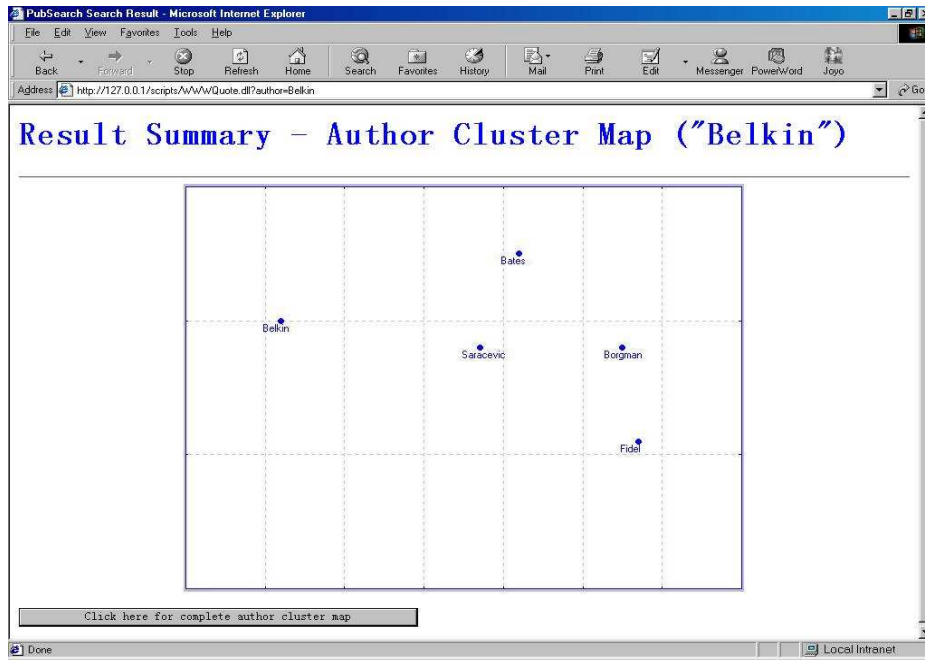 PubSearch Search Result - Microsoft Internet Explorer
File Edit View Favorites Tools Help
Back Forward Stop Refresh Home Search Favorites History Mail Print Edit Messenger PowerWord Joyo
Address http://127.0.0.1/scripts/WWWQuote.dll?author=Belkin Go
Result Summary - Author Cluster Map ("Belkin")
Bates
Belkin
Saracevic Borgman
Fidel
Click here for complete author cluster map
Done Local intranet